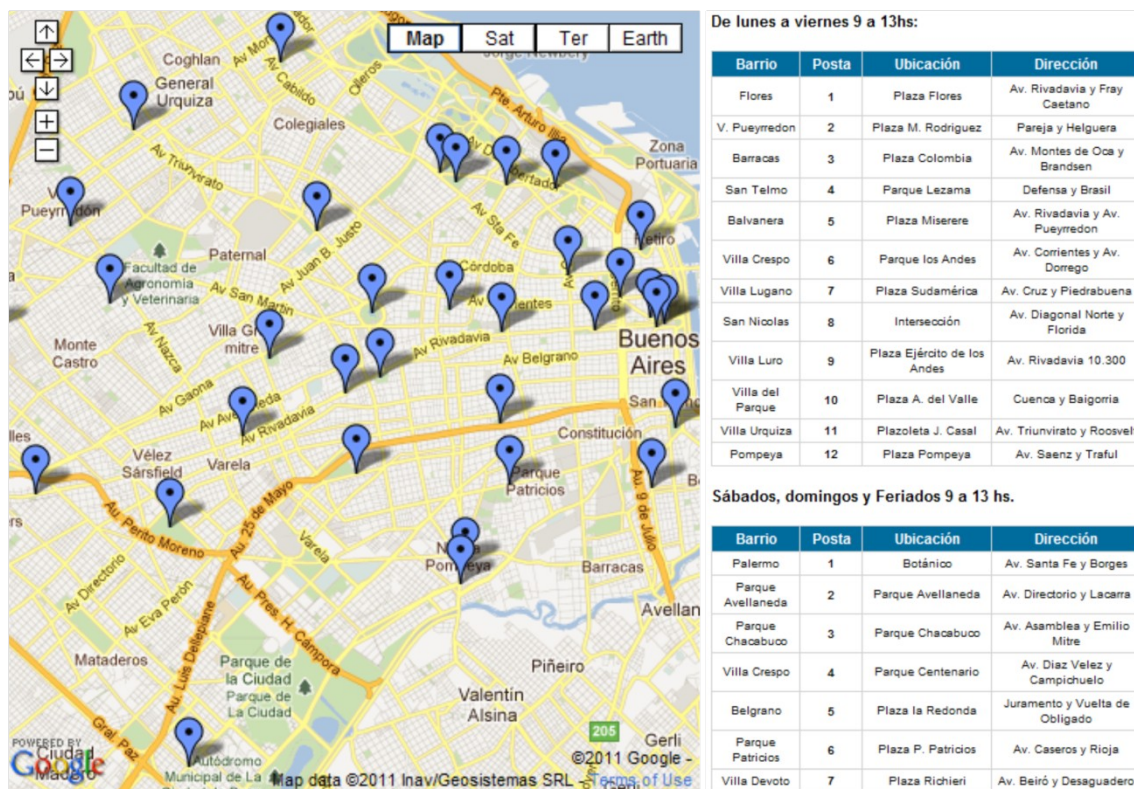 Map
Sat
Ter
Earth
Coghlan
General
Urquiza
Av Cabildo
Olleros
Colegiales
Pte. Arturo Illia
Zona
Portuaria
Av Triunvirato
Pueyrredón
Av Sta Fe
Retiro
Paternal
Av Juan B. Justo
Facultad de
Agronomía
y Veterinaria
Córdoba
Av San Martin
Monte
Castro
Av Nazca
Av Rivadavia
Buenos
Aires
Av Belgrano
Av Gaona
Av Rivadavia
Constitución
Vélez
Sársfield
Varela
Parque
Patricios
Au. 25 de Mayo
Au. 9 de Julio
Au. Perito Moreno
Varela
Pompeya
Barracas
Av Directorio
Av Eva Perón
Au. Pres. H. Cámpora
Avellan
Au. Luis Dellepiane
Mataderos
Parque de
la Ciudad
Parque de
La Ciudad
Piñeiro
Valentín
Alsina
Gral. Paz
205
Gerli
POWERED BY
Google
Ciudad
Madero
Autódromo
Municipal de La
©2011 Google -
Map data ©2011 Inav/Geosistemas SRL - Terms of Use
De lunes a viernes 9 a 13hs:
Barrio Posta Ubicación Dirección
Flores 1 Plaza Flores Av. Rivadavia y Fray Caetano
V. Pueyrredon 2 Plaza M. Rodriguez Pareja y Helguera
Barracas 3 Plaza Colombia Av. Montes de Oca y Brandsen
San Telmo 4 Parque Lezama Defensa y Brasil
Balvanera 5 Plaza Miserere Av. Rivadavia y Av. Pueyrredon
Villa Crespo 6 Parque los Andes Av. Corrientes y Av. Dorrego
Villa Lugano 7 Plaza Sudamérica Av. Cruz y Piedrabuena
San Nicolas 8 Intersección Av. Diagonal Norte y Florida
Villa Luro 9 Plaza Ejército de los Andes Av. Rivadavia 10.300
Villa del Parque 10 Plaza A. del Valle Cuenca y Baigorria
Villa Urquiza 11 Plazoleta J. Casal Av. Triunvirato y Roosvelt
Pompeya 12 Plaza Pompeya Av. Saenz y Traful
Sábados, domingos y Feriados 9 a 13 hs.
Barrio Posta Ubicación Dirección
Palermo 1 Botánico Av. Santa Fe y Borges
Parque Avellaneda 2 Parque Avellaneda Av. Directorio y Lacarra
Parque Chacabuco 3 Parque Chacabuco Av. Asamblea y Emilio Mitre
Villa Crespo 4 Parque Centenario Av. Diaz Velez y Campichuelo
Belgrano 5 Plaza la Redonda Juramento y Vuelta de Obligado
Parque Patricios 6 Plaza P. Patricios Av. Caseros y Rioja
Villa Devoto 7 Plaza Richieri Av. Beiró y Desaguadero